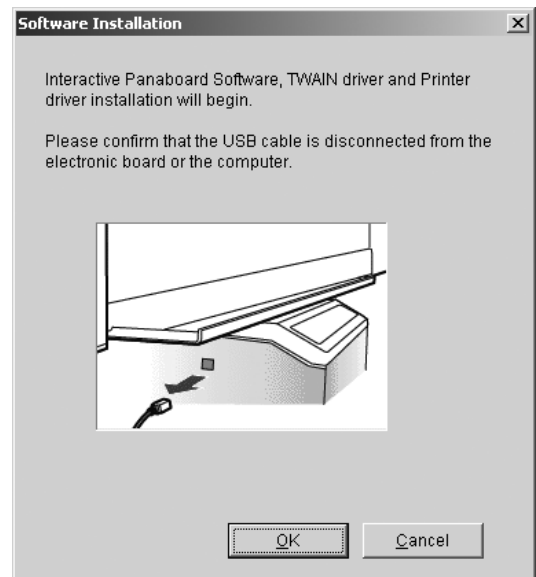 Software Installation
Interactive Panaboard Software, TWAIN driver and Printer
driver installation will begin.
Please confirm that the USB cable is disconnected from the
electronic board or the computer.
OK
Cancel